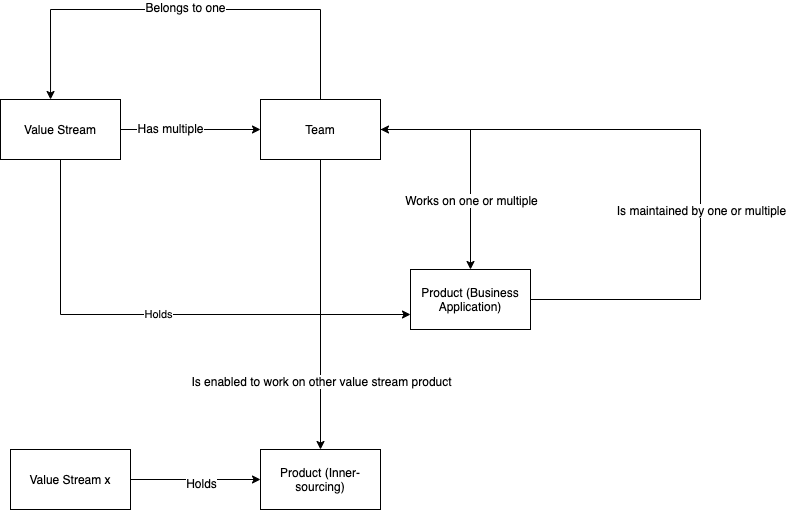 Belongs to one
Value Stream
Has multiple
Team
Works on one or multiple
Is maintained by one or multiple
Product (Business
Application)
Holds
Is enabled to work on other value stream product
Value Stream x
Holds
Product (Inner-
sourcing)